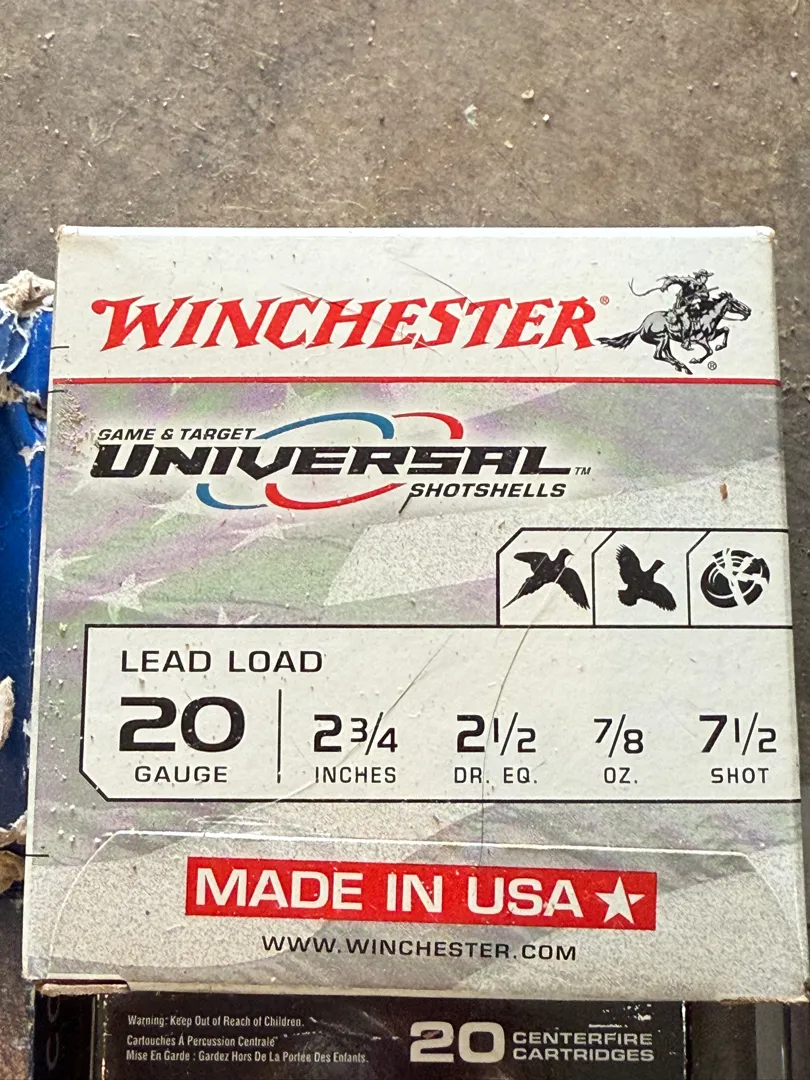 WINCHESTER®
®
GAME & TARGET
UNIVERSAL™
SHOTSHELLS
LEAD LOAD
20 2 3/4 2 1/2 7/8 7 1/2
GAUGE INCHES DR. EQ. OZ. SHOT
MADE IN USA
WWW.WINCHESTER.COM
Warning: Keep Out of Reach of Children.
Cartouches À Percussion Centrale
Mise En Garde : Gardez Hors De La Portée Des Enfants.
20 CENTERFIRE
CARTRIDGES